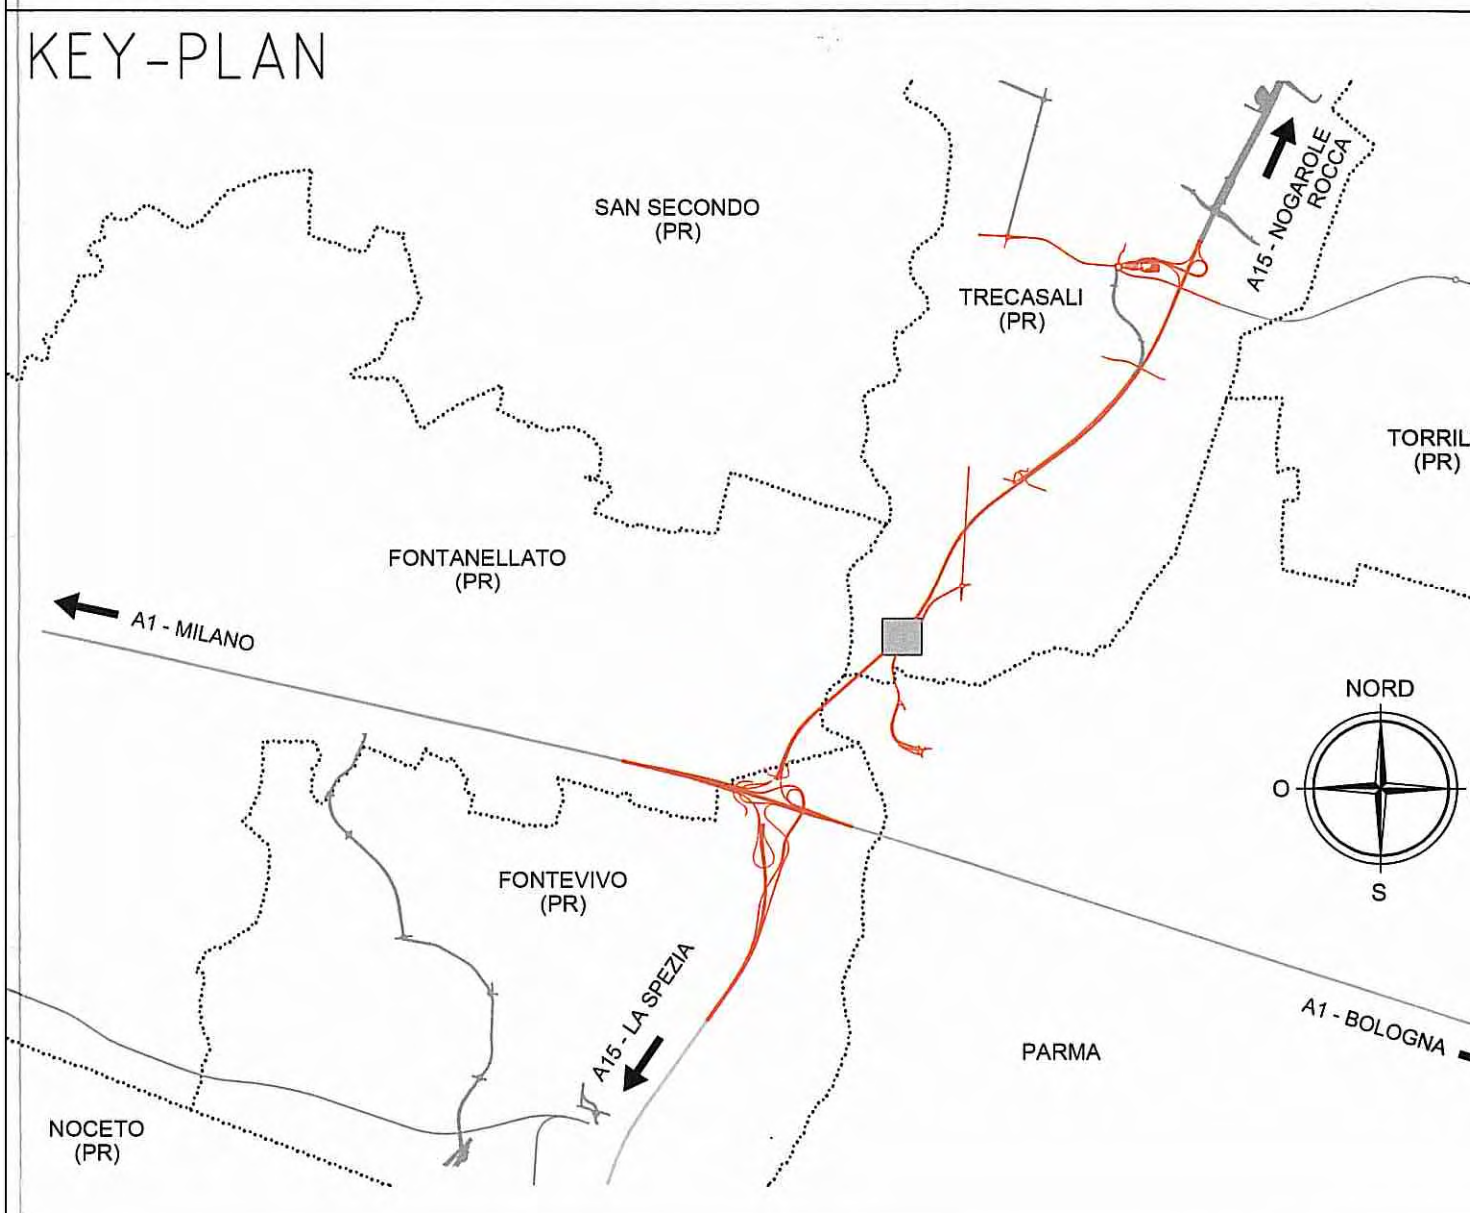 KEY-PLAN
SAN SECONDO
(PR)
A15 - NOGAROLE
ROCCA
TRECASALI
(PR)
TORRIL
(PR)
FONTANELLATO
(PR)
A1 - MILANO
NORD
O
S
FONTEVIVO
(PR)
A15 - LA SPEZIA
A1 - BOLOGNA
PARMA
NOCETO
(PR)